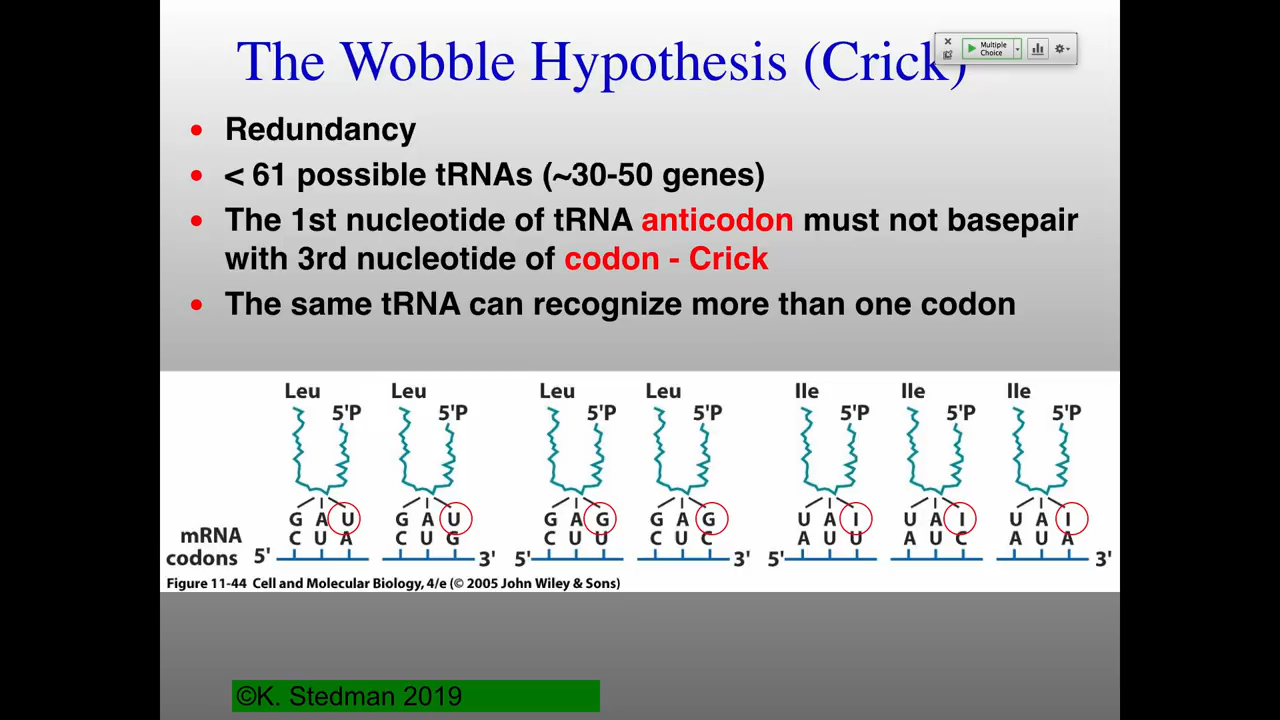 The Wobble Hypothesis (Crick)
Multiple
Choice
• Redundancy
• < 61 possible tRNAs (~30-50 genes)
• The 1st nucleotide of tRNA anticodon must not basepair
with 3rd nucleotide of codon - Crick
• The same tRNA can recognize more than one codon
Leu Leu Leu Leu Ile Ile Ile
5'P 5'P 5'P 5'P 5'P 5'P 5'P
G A U G A U G A G G A G U A I U A I U A I
mRNA C U A C U G C U U C U C A U U A U C A U A
codons 5' 3' 5' 3' 5' 3'
Figure 11-44 Cell and Molecular Biology, 4/e (© 2005 John Wiley & Sons)
©K. Stedman 2019